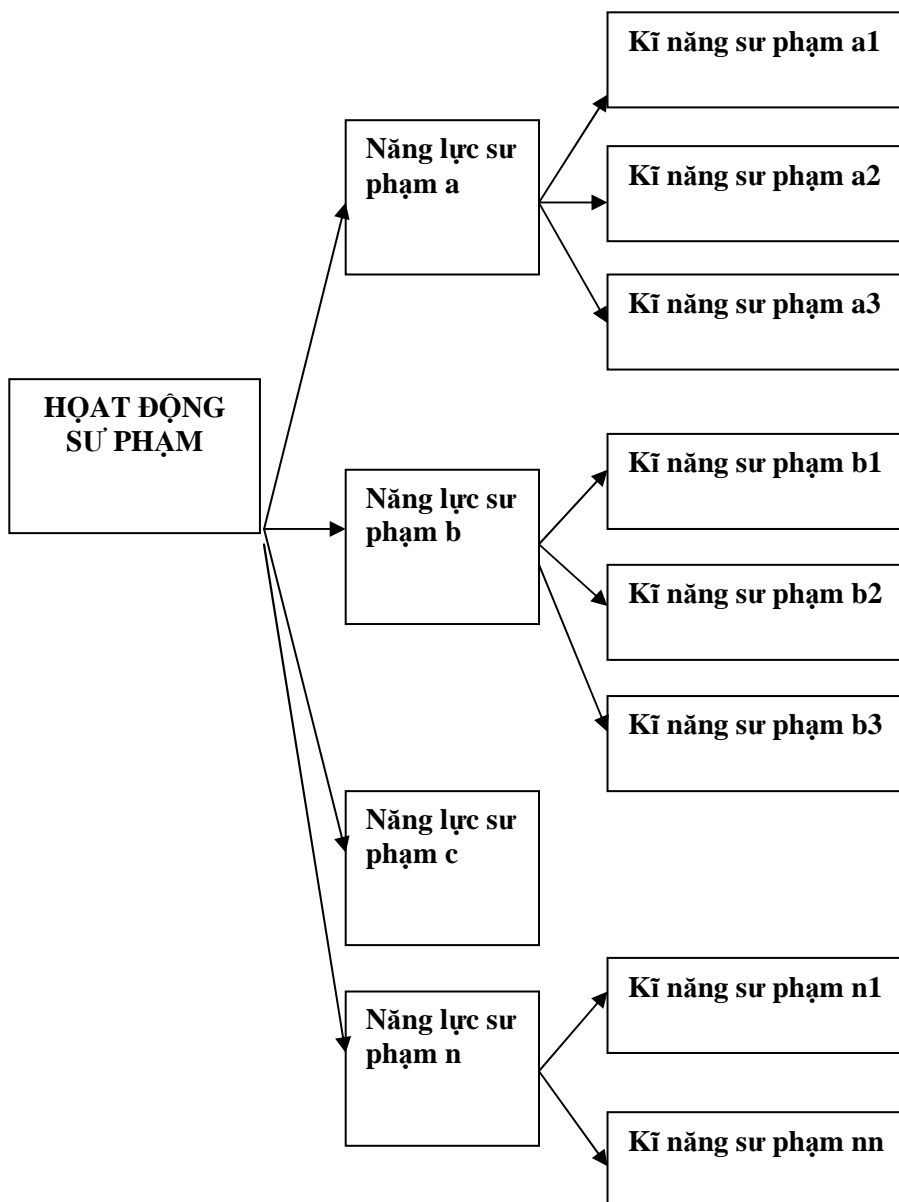 Kĩ năng sư phạm a1
Năng lực sư
phạm a
Kĩ năng sư phạm a2
Kĩ năng sư phạm a3
HỌAT ĐỘNG
SƯ PHẠM
Kĩ năng sư phạm b1
Năng lực sư
phạm b
Kĩ năng sư phạm b2
Kĩ năng sư phạm b3
Năng lực sư
phạm c
Kĩ năng sư phạm n1
Năng lực sư
phạm n
Kĩ năng sư phạm nn